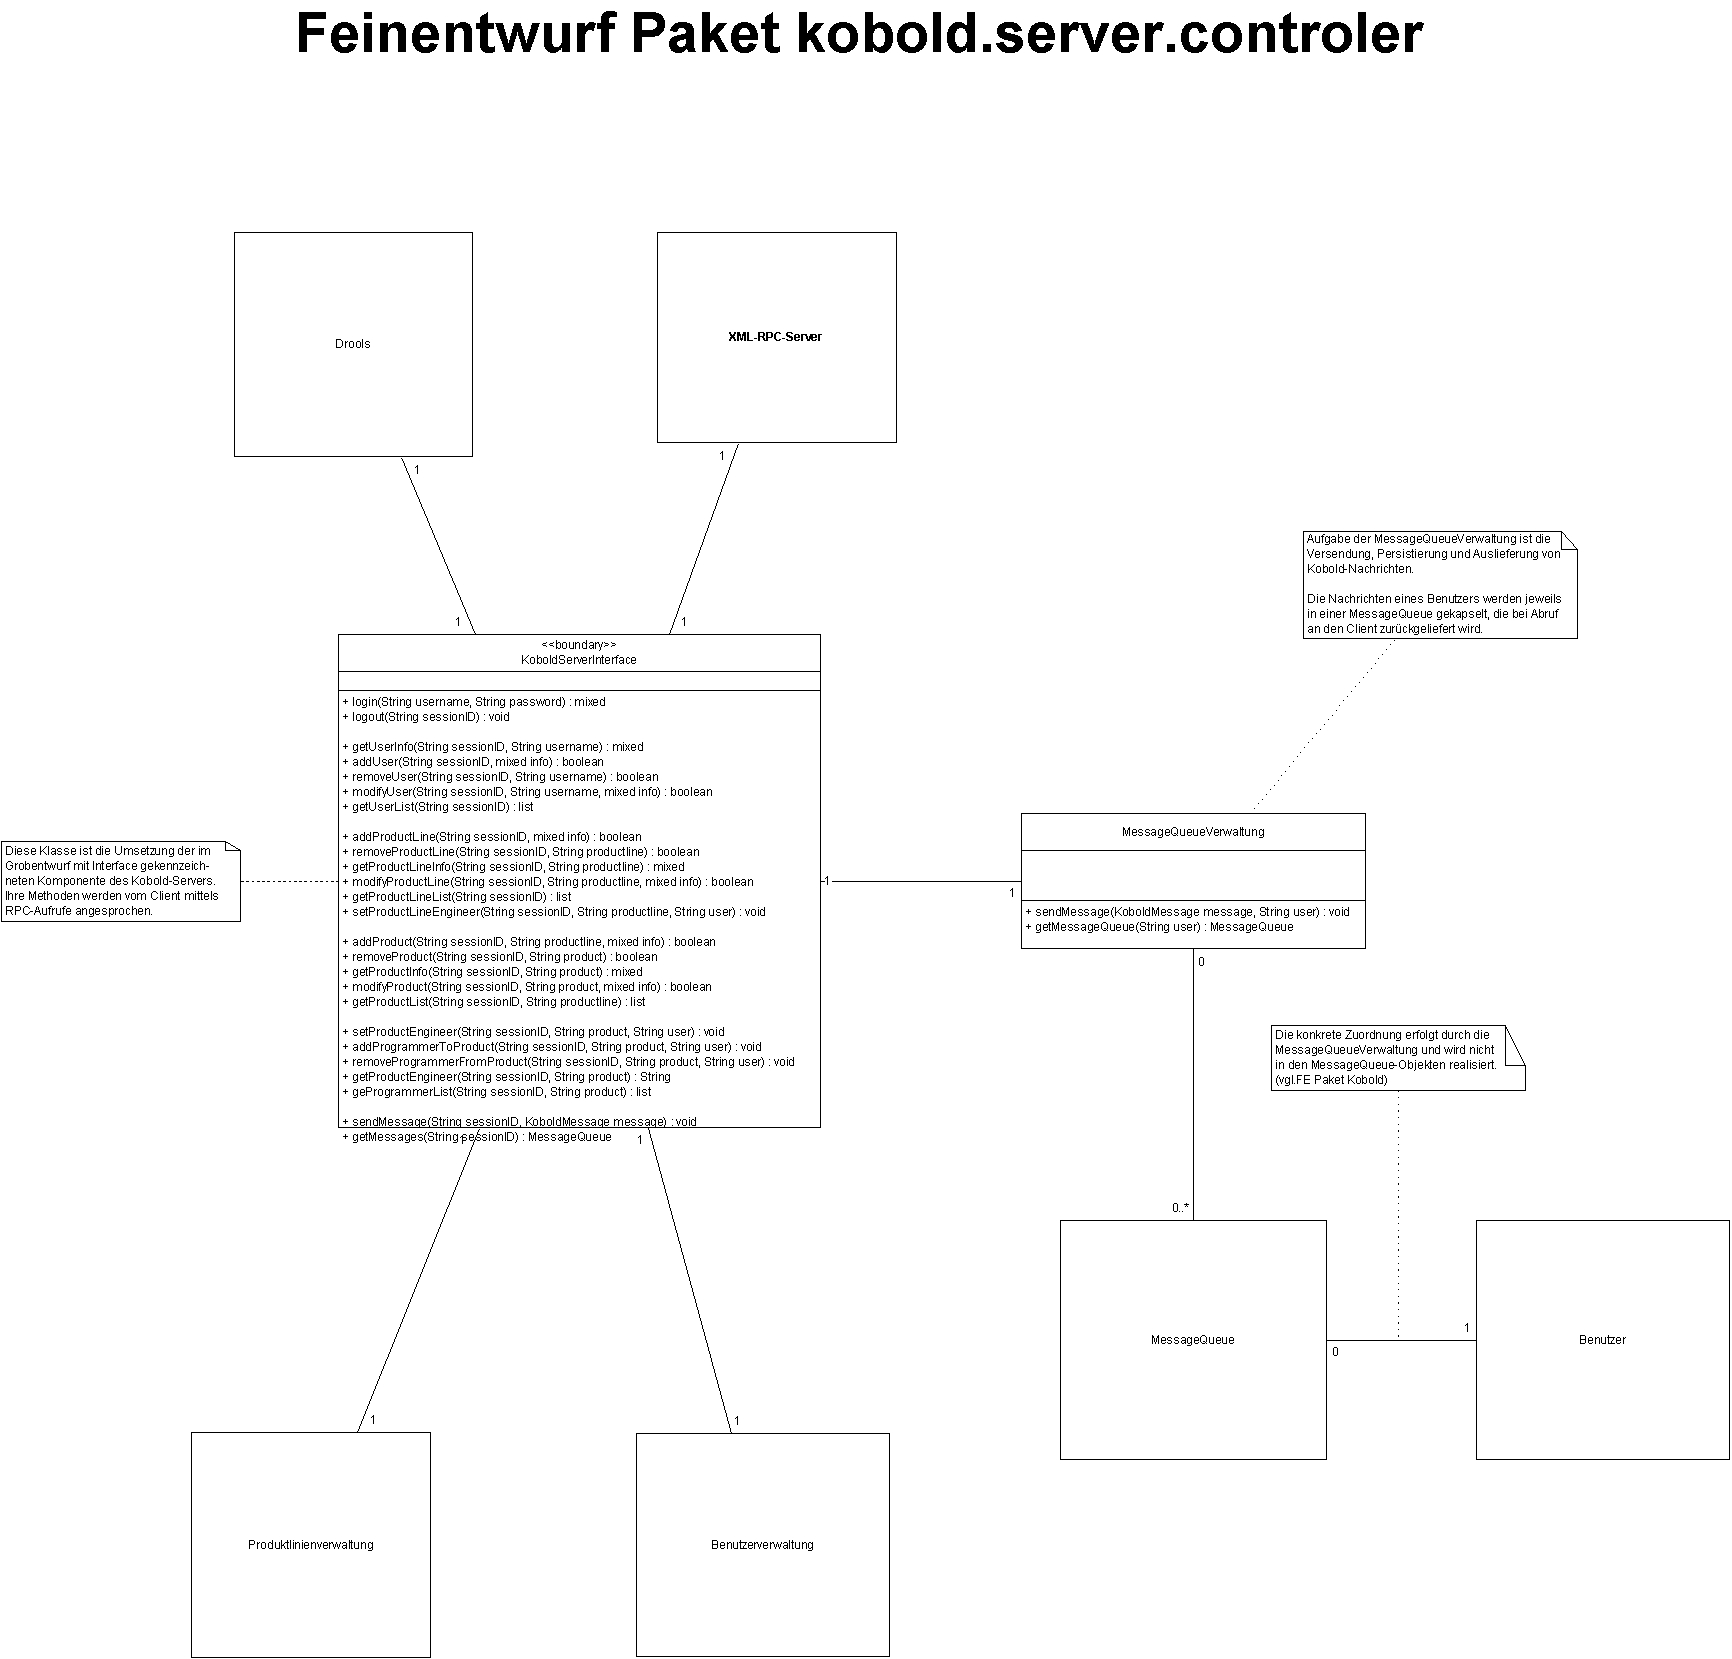 Feinentwurf Paket kobold.server.controler
Drools
XML-RPC-Server
1
1
1
1
Aufgabe der MessageQueueVerwaltung ist die
Versendung, Persistierung und Auslieferung von
Kobold-Nachrichten.
Die Nachrichten eines Benutzers werden jeweils
in einer MessageQueue gekapselt, die bei Abruf
an den Client zurückgeliefert wird.
<<boundary>>
KoboldServerInterface
+ login(String username, String password) : mixed
+ logout(String sessionID) : void
+ getUserInfo(String sessionID, String username) : mixed
+ addUser(String sessionID, mixed info) : boolean
+ removeUser(String sessionID, String username) : boolean
+ modifyUser(String sessionID, String username, mixed info) : boolean
+ getUserList(String sessionID) : list
+ addProductLine(String sessionID, mixed info) : boolean
+ removeProductLine(String sessionID, String productline) : boolean
+ getProductLineInfo(String sessionID, String productline) : mixed
+ modifyProductLine(String sessionID, String productline, mixed info) : boolean
+ getProductLineList(String sessionID) : list
+ setProductLineEngineer(String sessionID, String productline, String user) : void
+ addProduct(String sessionID, String productline, mixed info) : boolean
+ removeProduct(String sessionID, String product) : boolean
+ getProductInfo(String sessionID, String product) : mixed
+ modifyProduct(String sessionID, String product, mixed info) : boolean
+ getProductList(String sessionID, String productline) : list
+ setProductEngineer(String sessionID, String product, String user) : void
+ addProgrammerToProduct(String sessionID, String product, String user) : void
+ removeProgrammerFromProduct(String sessionID, String product, String user) : void
+ getProductEngineer(String sessionID, String product) : String
+ geProgrammerList(String sessionID, String product) : list
+ sendMessage(String sessionID, KoboldMessage message) : void
+ getMessages(String sessionID) : MessageQueue
1
1
Diese Klasse ist die Umsetzung der im
Grobentwurf mit Interface gekennzeich-
neten Komponente des Kobold-Servers.
Ihre Methoden werden vom Client mittels
RPC-Aufrufe angesprochen.
1
1
MessageQueueVerwaltung
+ sendMessage(KoboldMessage message, String user) : void
+ getMessageQueue(String user) : MessageQueue
0
Die konkrete Zuordnung erfolgt durch die
MessageQueueVerwaltung und wird nicht
in den MessageQueue-Objekten realisiert.
(vgl.FE Paket Kobold)
0..*
MessageQueue
0
1
Benutzer
1
1
Produktlinienverwaltung
Benutzerverwaltung